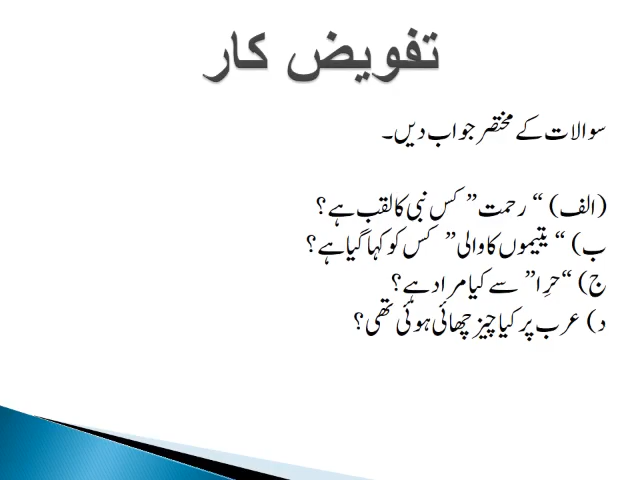 تفویض کار
سوالات کے مختصر جواب دیں۔
(الف) “ رحمت” کس نبی کا لقب ہے؟
ب) “ یتیموں کا والی” کس کو کہا گیا ہے؟
ج) “حرِا” سے کیا مراد ہے؟
د) عرب پر کیا چیز چھائی ہوئی تھی؟